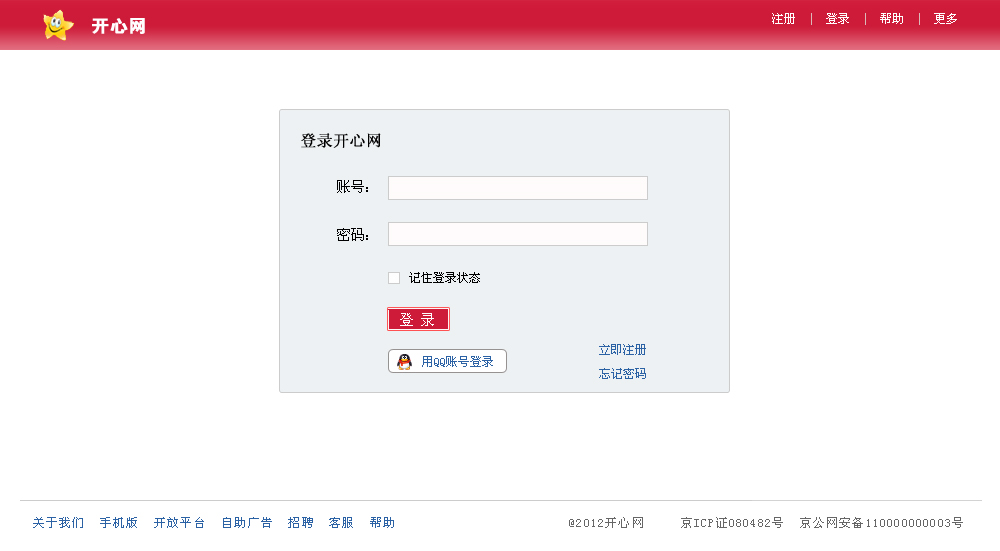 开心网
注册 | 登录 | 帮助 | 更多
登录开心网
账号：
密码：
记住登录状态
登 录
用QQ账号登录
立即注册
忘记密码
关于我们 手机版 开放平台 自助广告 招聘 客服 帮助 @2012开心网 京ICP证080482号 京公网安备110000000003号